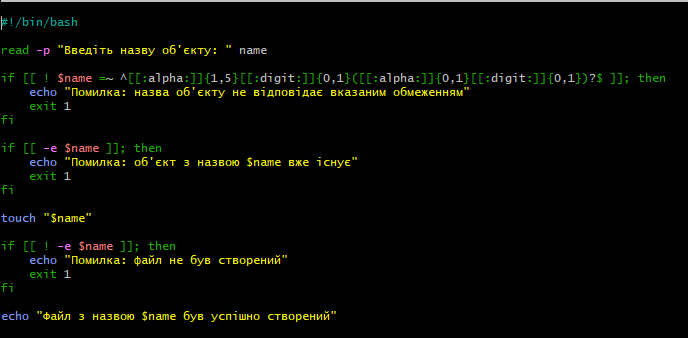 #!/bin/bash
read -p "Введіть назву об'єкту: " name
if [[ ! $name =~ ^[[:alpha:]]{1,5}[[:digit:]]{0,1}([[:alpha:]]{0,1}[[:digit:]]{0,1})?$ ]]; then
echo "Помилка: назва об'єкту не відповідає вказаним обмеженням"
exit 1
fi
if [[ -e $name ]]; then
echo "Помилка: об'єкт з назвою $name вже існує"
exit 1
fi
touch "$name"
if [[ ! -e $name ]]; then
echo "Помилка: файл не був створений"
exit 1
fi
echo "Файл з назвою $name був успішно створений"